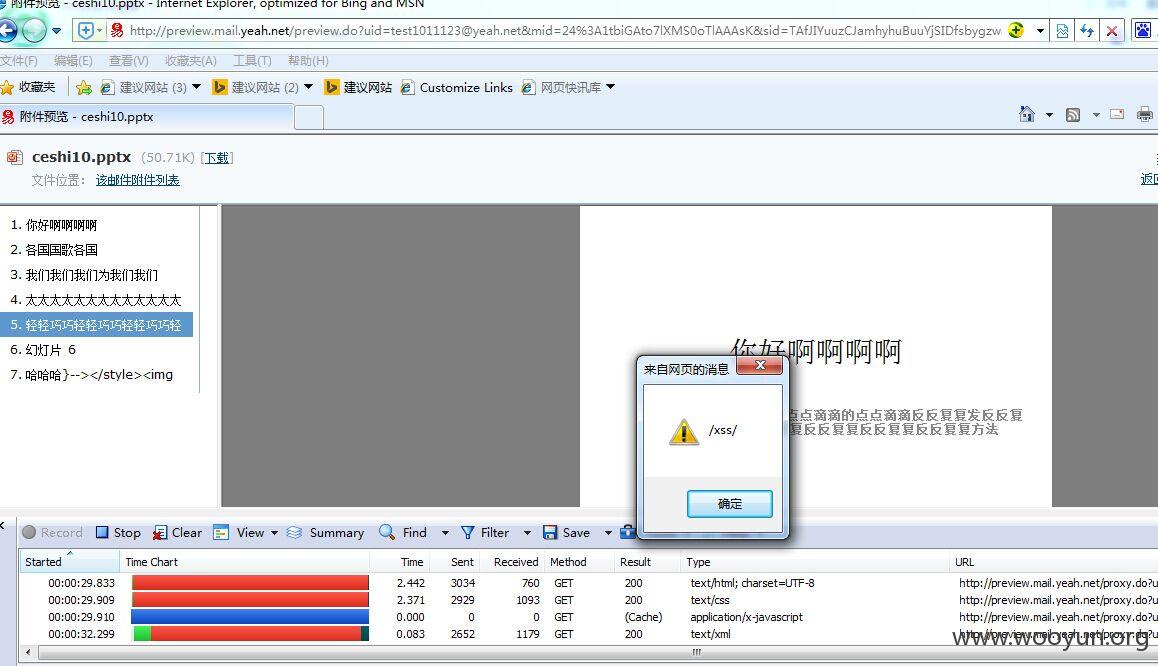 附件预览 - ceshi10.pptx - Internet Explorer, optimized for Bing and MSN
http://preview.mail.yeah.net/preview.do?uid=test1011123@yeah.net&mid=24%3A1tbiGAto7lXMS0oTlAAAsK&sid=TAfJIYuuzCJamhyhuBuuYjSIDfsbygzw
文件(F) 编辑(E) 查看(V) 收藏夹(A) 工具(T) 帮助(H)
收藏夹 建议网站 (3) 建议网站 (2) 建议网站 Customize Links 网页快讯库
附件预览 - ceshi10.pptx
ceshi10.pptx (50.71K) [下载]
文件位置: 该邮件附件列表
1. 你好啊啊啊啊
2. 各国国歌各国
3. 我们我们我们为我们我们
4. 太太太太太太太太太太太太太
5. 轻轻巧巧轻轻巧巧轻轻巧巧轻
6. 幻灯片 6
7. 哈哈哈}--></style><img
你好啊啊啊啊
点点滴滴的点点滴滴反反复复发反反复
复反反复复反反复复反反复复方法
来自网页的消息
/xss/
确定
Record Stop Clear View Summary Find Filter Save
Started Time Chart Time Sent Received Method Result Type URL
00:00:29.833 2.442 3034 760 GET 200 text/html; charset=UTF-8 http://preview.mail.yeah.net/proxy.do?u
00:00:29.909 2.371 2929 1093 GET 200 text/css http://preview.mail.yeah.net/proxy.do?u
00:00:29.910 0.000 0 0 GET (Cache) application/x-javascript http://preview.mail.yeah.net/proxy.do?u
00:00:32.299 0.083 2652 1179 GET 200 text/xml http://preview.mail.yeah.net/proxy.do?u
www.wooyun.org